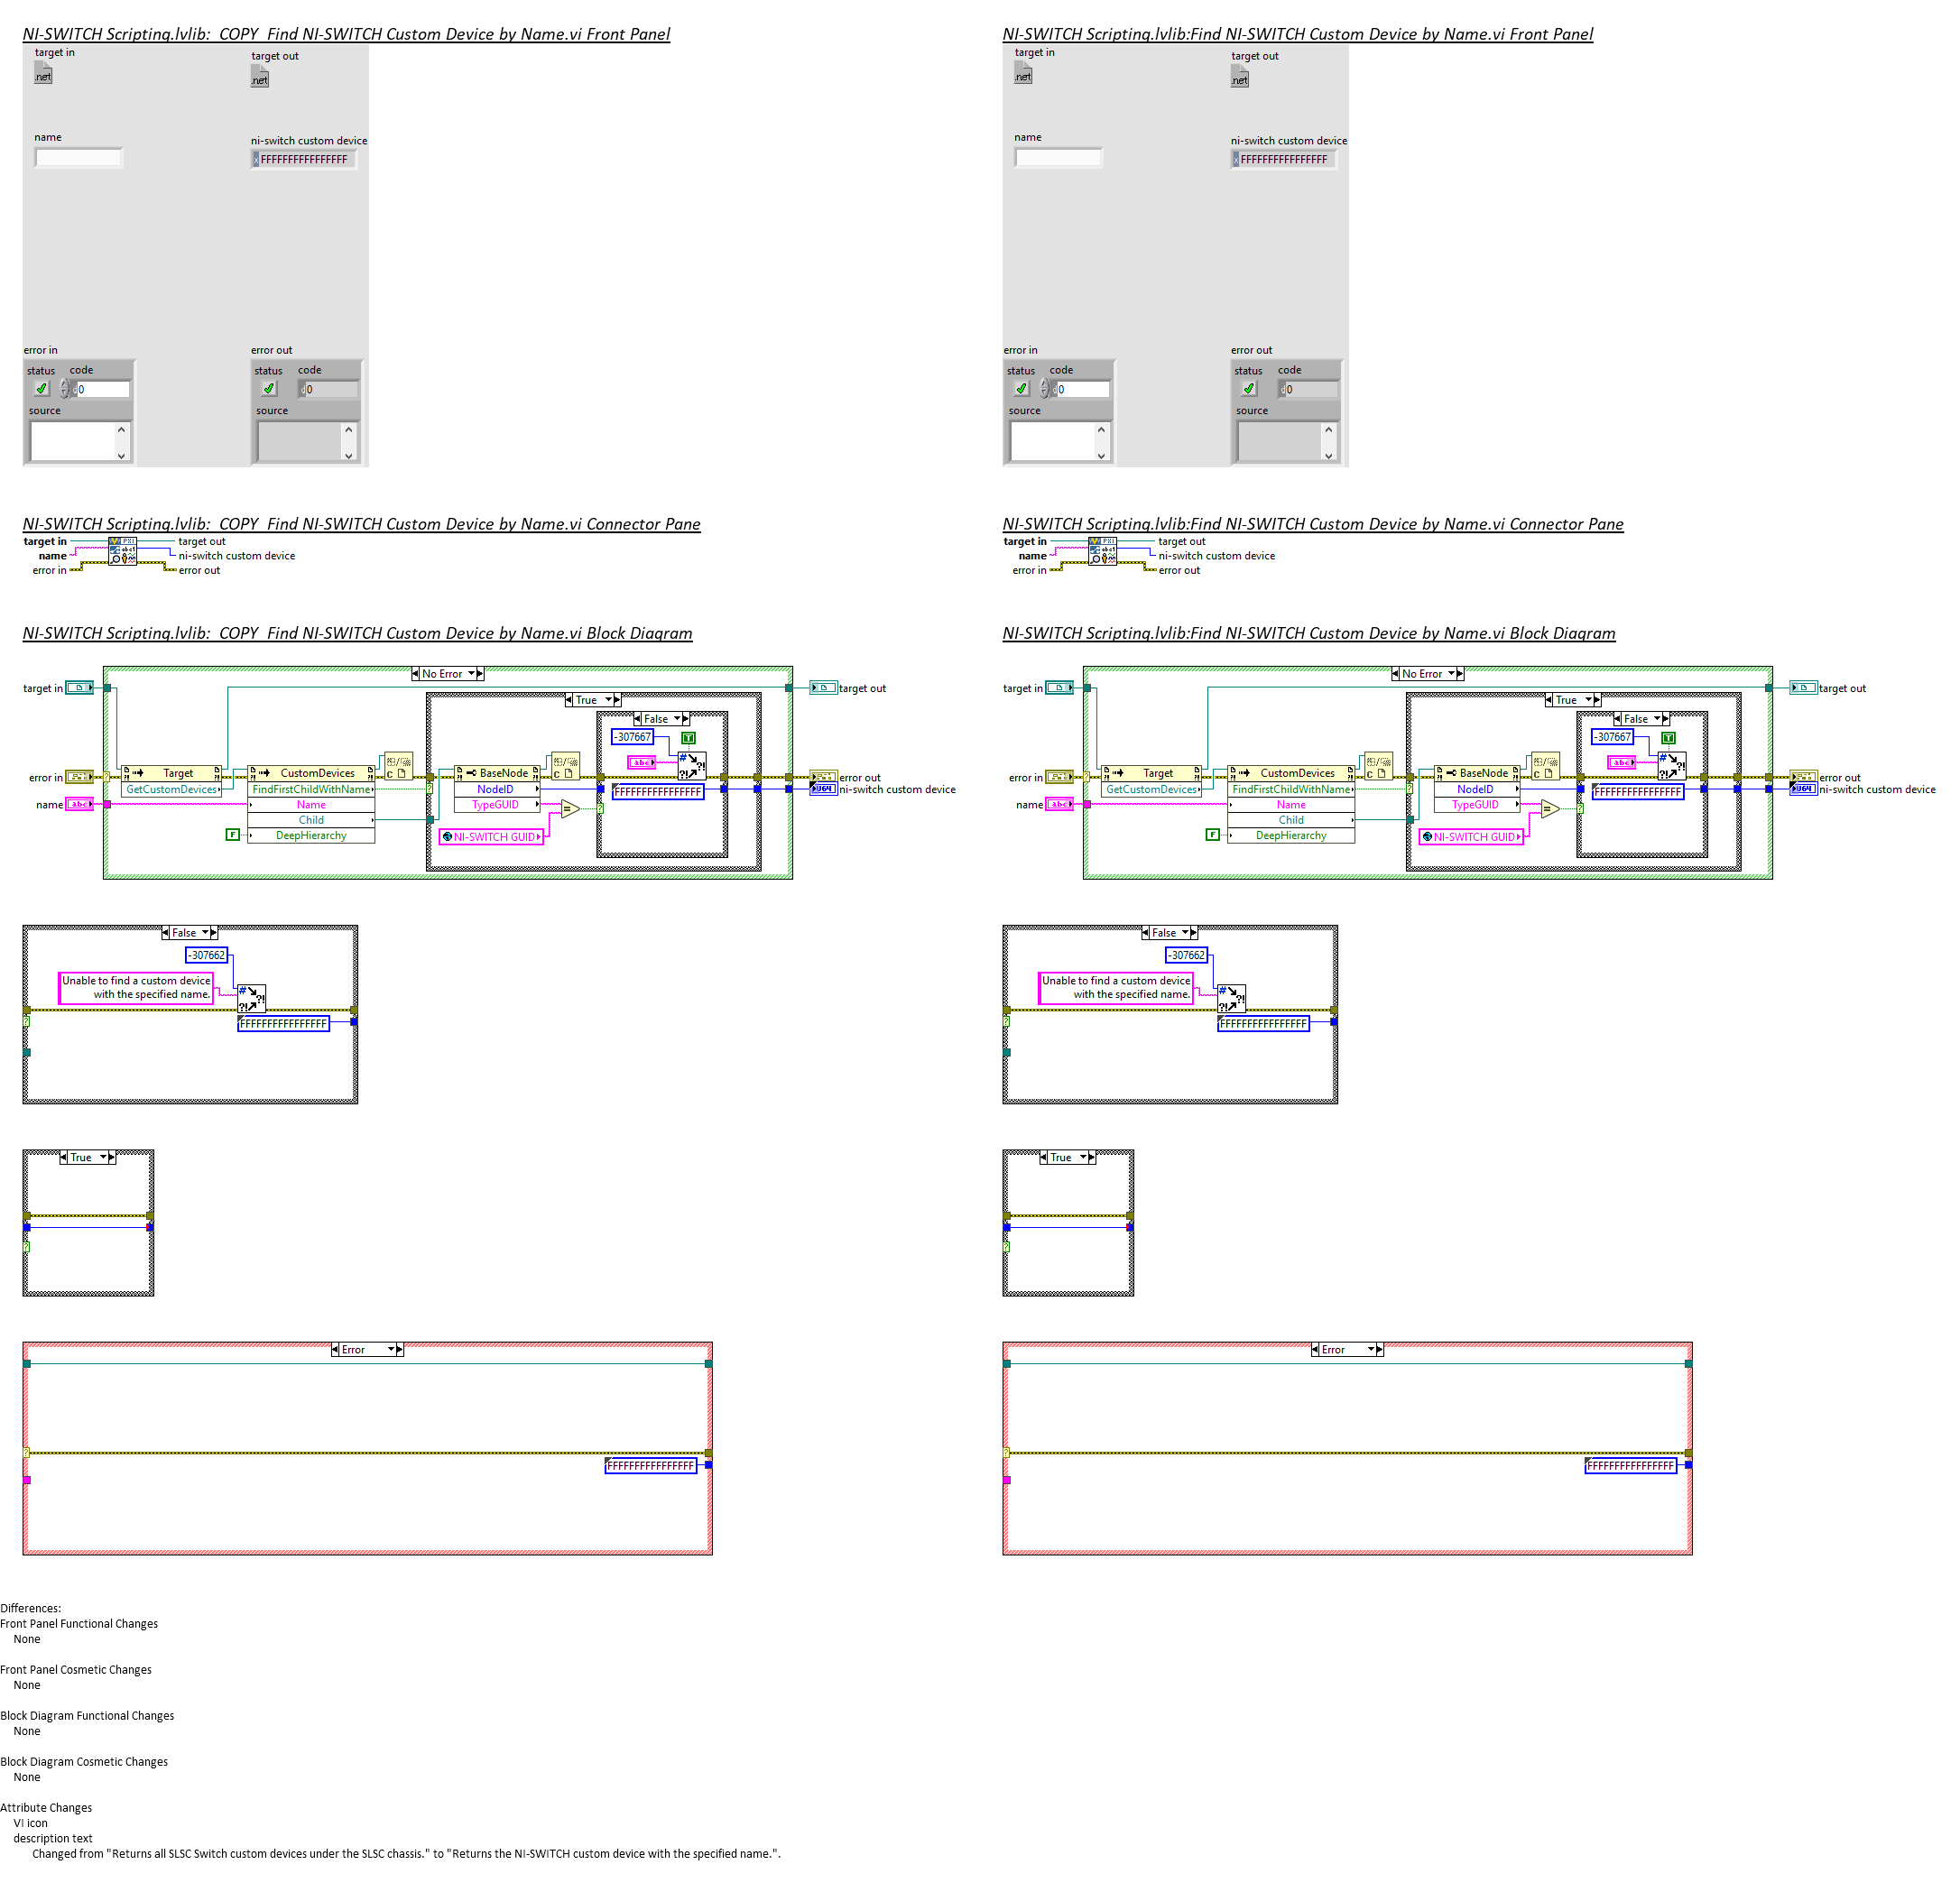 NI-SWITCH Scripting.lvlib:  COPY  Find NI-SWITCH Custom Device by Name.vi Front Panel
target in
target out
.net
.net
name
ni-switch custom device
x FFFFFFFFFFFFFFFF
error in
error out
status
code
status
code
d 0
d 0
source
source
NI-SWITCH Scripting.lvlib:Find NI-SWITCH Custom Device by Name.vi Front Panel
target in
target out
.net
.net
name
ni-switch custom device
x FFFFFFFFFFFFFFFF
error in
error out
status
code
status
code
d 0
d 0
source
source
NI-SWITCH Scripting.lvlib:  COPY  Find NI-SWITCH Custom Device by Name.vi Connector Pane
target in
target out
name
ni-switch custom device
error in
error out
PXI
abc1
NI-SWITCH Scripting.lvlib:Find NI-SWITCH Custom Device by Name.vi Connector Pane
target in
target out
name
ni-switch custom device
error in
error out
PXI
abc1
NI-SWITCH Scripting.lvlib:  COPY  Find NI-SWITCH Custom Device by Name.vi Block Diagram
No Error
target in
target out
True
False
-307667
T
abc
#
?!
?!
error in
Target
CustomDevices
C
BaseNode
C
error out
GetCustomDevices
FindFirstChildWithName
NodeID
FFFFFFFFFFFFFFFF
U64
ni-switch custom device
name
abc
Name
TypeGUID
=
Child
F
DeepHierarchy
NI-SWITCH GUID
False
-307662
Unable to find a custom device
with the specified name.
#
?!
?!
FFFFFFFFFFFFFFFF
?
True
?
Error
?
FFFFFFFFFFFFFFFF
NI-SWITCH Scripting.lvlib:Find NI-SWITCH Custom Device by Name.vi Block Diagram
No Error
target in
target out
True
False
-307667
T
abc
#
?!
?!
error in
Target
CustomDevices
C
BaseNode
C
error out
GetCustomDevices
FindFirstChildWithName
NodeID
FFFFFFFFFFFFFFFF
U64
ni-switch custom device
name
abc
Name
TypeGUID
=
Child
F
DeepHierarchy
NI-SWITCH GUID
False
-307662
Unable to find a custom device
with the specified name.
#
?!
?!
FFFFFFFFFFFFFFFF
?
True
?
Error
?
FFFFFFFFFFFFFFFF
Differences:
Front Panel Functional Changes
None
Front Panel Cosmetic Changes
None
Block Diagram Functional Changes
None
Block Diagram Cosmetic Changes
None
Attribute Changes
VI icon
description text
Changed from "Returns all SLSC Switch custom devices under the SLSC chassis." to "Returns the NI-SWITCH custom device with the specified name.".